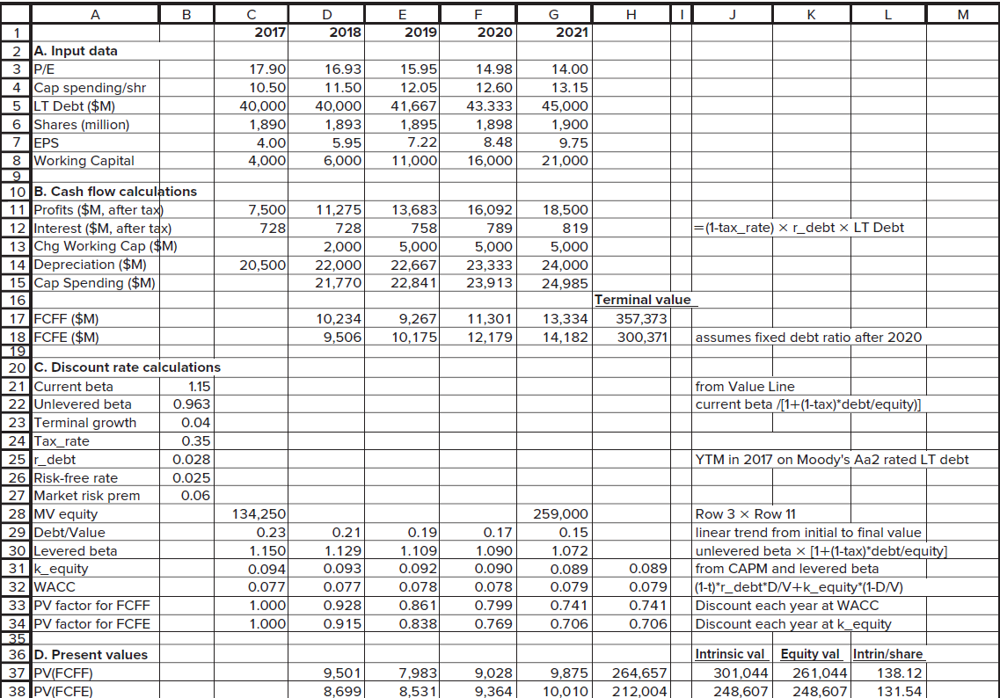 A B C D E F G H I J K L M
1 2017 2018 2019 2020 2021
2 A. Input data
3 P/E 17.90 16.93 15.95 14.98 14.00
4 Cap spending/shr 10.50 11.50 12.05 12.60 13.15
5 LT Debt ($M) 40,000 40,000 41,667 43.333 45,000
6 Shares (million) 1,890 1,893 1,895 1,898 1,900
7 EPS 4.00 5.95 7.22 8.48 9.75
8 Working Capital 4,000 6,000 11,000 16,000 21,000
9
10 B. Cash flow calculations
11 Profits ($M, after tax) 7,500 11,275 13,683 16,092 18,500
12 Interest ($M, after tax) 728 728 758 789 819 =(1-tax_rate) × r_debt × LT Debt
13 Chg Working Cap ($M) 2,000 5,000 5,000 5,000
14 Depreciation ($M) 20,500 22,000 22,667 23,333 24,000
15 Cap Spending ($M) 21,770 22,841 23,913 24,985
16 Terminal value
17 FCFF ($M) 10,234 9,267 11,301 13,334 357,373
18 FCFE ($M) 9,506 10,175 12,179 14,182 300,371 assumes fixed debt ratio after 2020
19
20 C. Discount rate calculations
21 Current beta 1.15 from Value Line
22 Unlevered beta 0.963 current beta /[1+(1-tax)*debt/equity)]
23 Terminal growth 0.04
24 Tax_rate 0.35
25 r_debt 0.028 YTM in 2017 on Moody's Aa2 rated LT debt
26 Risk-free rate 0.025
27 Market risk prem 0.06
28 MV equity 134,250 259,000 Row 3 × Row 11
29 Debt/Value 0.23 0.21 0.19 0.17 0.15 linear trend from initial to final value
30 Levered beta 1.150 1.129 1.109 1.090 1.072 unlevered beta × [1+(1-tax)*debt/equity]
31 k_equity 0.094 0.093 0.092 0.090 0.089 0.089 from CAPM and levered beta
32 WACC 0.077 0.077 0.078 0.078 0.079 0.079 (1-t)*r_debt*D/V+k_equity*(1-D/V)
33 PV factor for FCFF 1.000 0.928 0.861 0.799 0.741 0.741 Discount each year at WACC
34 PV factor for FCFE 1.000 0.915 0.838 0.769 0.706 0.706 Discount each year at k_equity
35
36 D. Present values Intrinsic val Equity val Intrin/share
37 PV(FCFF) 9,501 7,983 9,028 9,875 264,657 301,044 261,044 138.12
38 PV(FCFE) 8,699 8,531 9,364 10,010 212,004 248,607 248,607 131.54